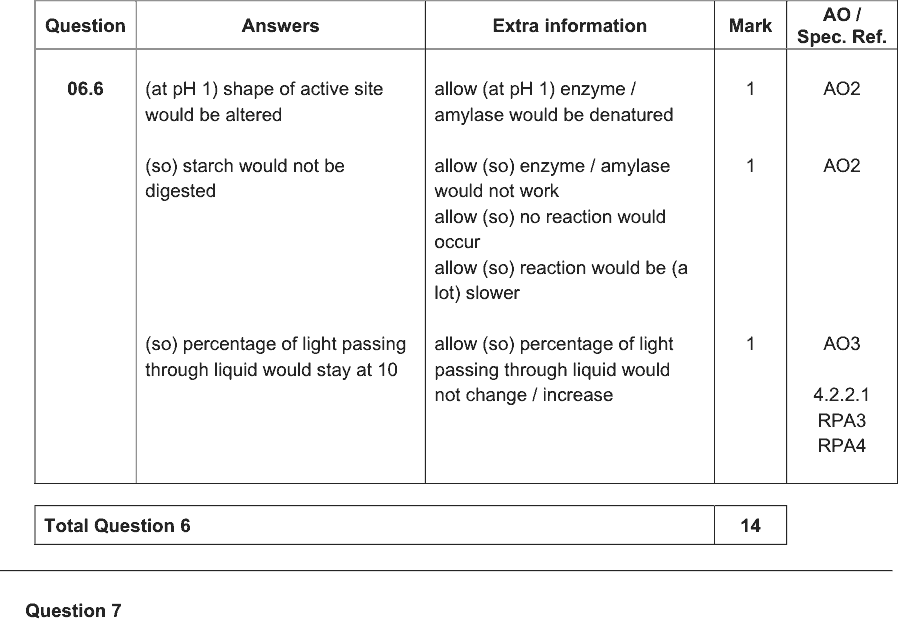 Question Answers Extra information Mark AO /
Spec. Ref.
06.6 (at pH 1) shape of active site allow (at pH 1) enzyme / 1 AO2
would be altered amylase would be denatured
(so) starch would not be allow (so) enzyme / amylase 1 AO2
digested would not work
allow (so) no reaction would
occur
allow (so) reaction would be (a
lot) slower
(so) percentage of light passing allow (so) percentage of light 1 AO3
through liquid would stay at 10 passing through liquid would
not change / increase 4.2.2.1
RPA3
RPA4
Total Question 6 14
Question 7